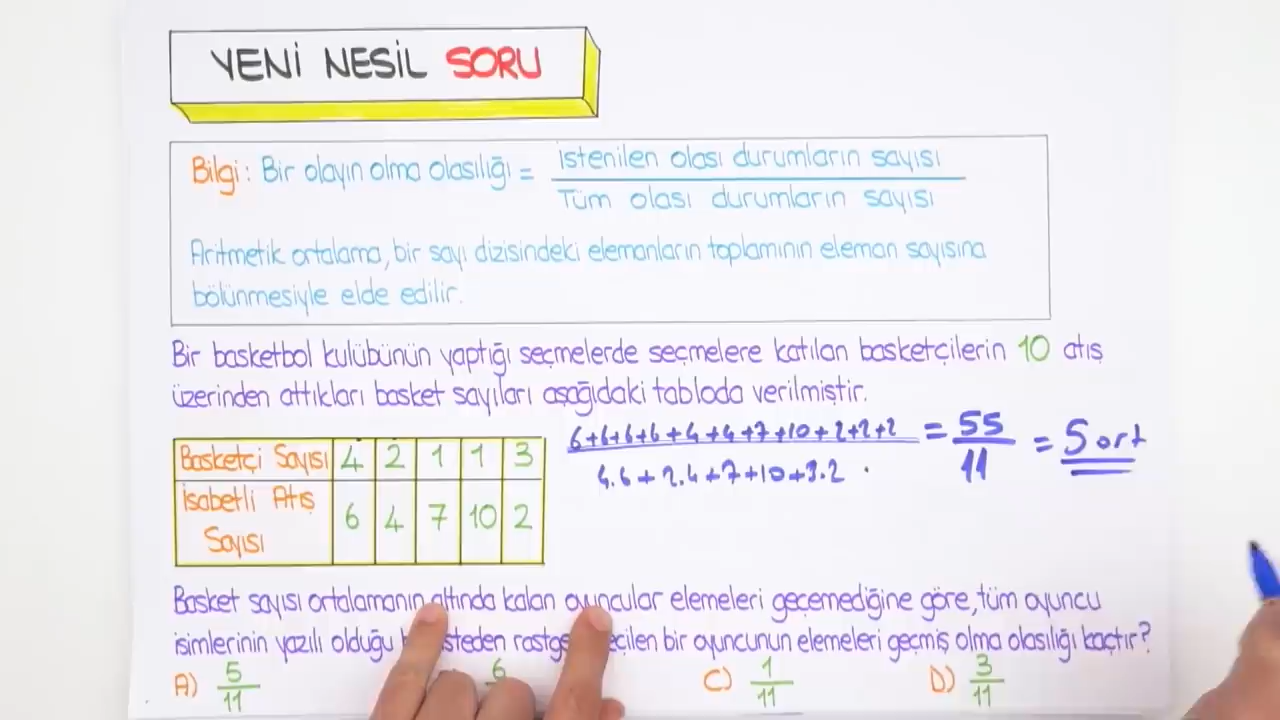 YENİ NESİL SORU
Bilgi: Bir olayın olma olasılığı = İstenilen olası durumların sayısı
Tüm olası durumların sayısı
Aritmetik ortalama, bir sayı dizisindeki elemanların toplamının eleman sayısına
bölünmesiyle elde edilir.
Bir basketbol kulübünün yaptığı seçmelerde seçmelere katılan basketçilerin 10 atış
üzerinden attıkları basket sayıları aşağıdaki tabloda verilmiştir.
6+6+6+6+4+4+7+10+2+2+2 = 55 = 5 ort
4.6+2.4+7+10+3.2 . 11
Basketçi Sayısı 4 2 1 1 3
İsabetli Atış
Sayısı 6 4 7 10 2
Basket sayısı ortalamanın altında kalan oyuncular elemeleri geçemediğine göre, tüm oyuncu
isimlerinin yazılı olduğu bir oyuncunun elemeleri geçmiş olma olasılığı kaçtır?
A) 5/11 6 C) 1/11 D) 3/11